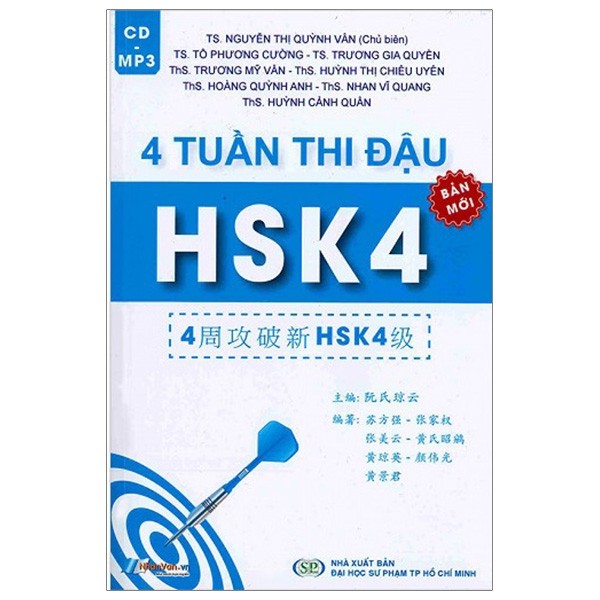 CD
-
MP3
TS. NGUYỄN THỊ QUỲNH VÂN (Chủ biên)
TS. TÔ PHƯƠNG CƯỜNG - TS. TRƯƠNG GIA QUYỀN
ThS. TRƯƠNG MỸ VÂN - ThS. HUỲNH THỊ CHIÊU UYÊN
ThS. HOÀNG QUỲNH ANH - ThS. NHAN VĨ QUANG
ThS. HUỲNH CẢNH QUÂN
4 TUẦN THI ĐẬU
BẢN
MỚI
HSK4
4周攻破新HSK4级
主编: 阮氏琼云
编著: 苏方强 - 张家权
张美云 - 黄氏昭鹓
黄琼英 - 颜伟光
黄景君
NhanVan.vn
NHÀ XUẤT BẢN
ĐẠI HỌC SƯ PHẠM TP HỒ CHÍ MINH